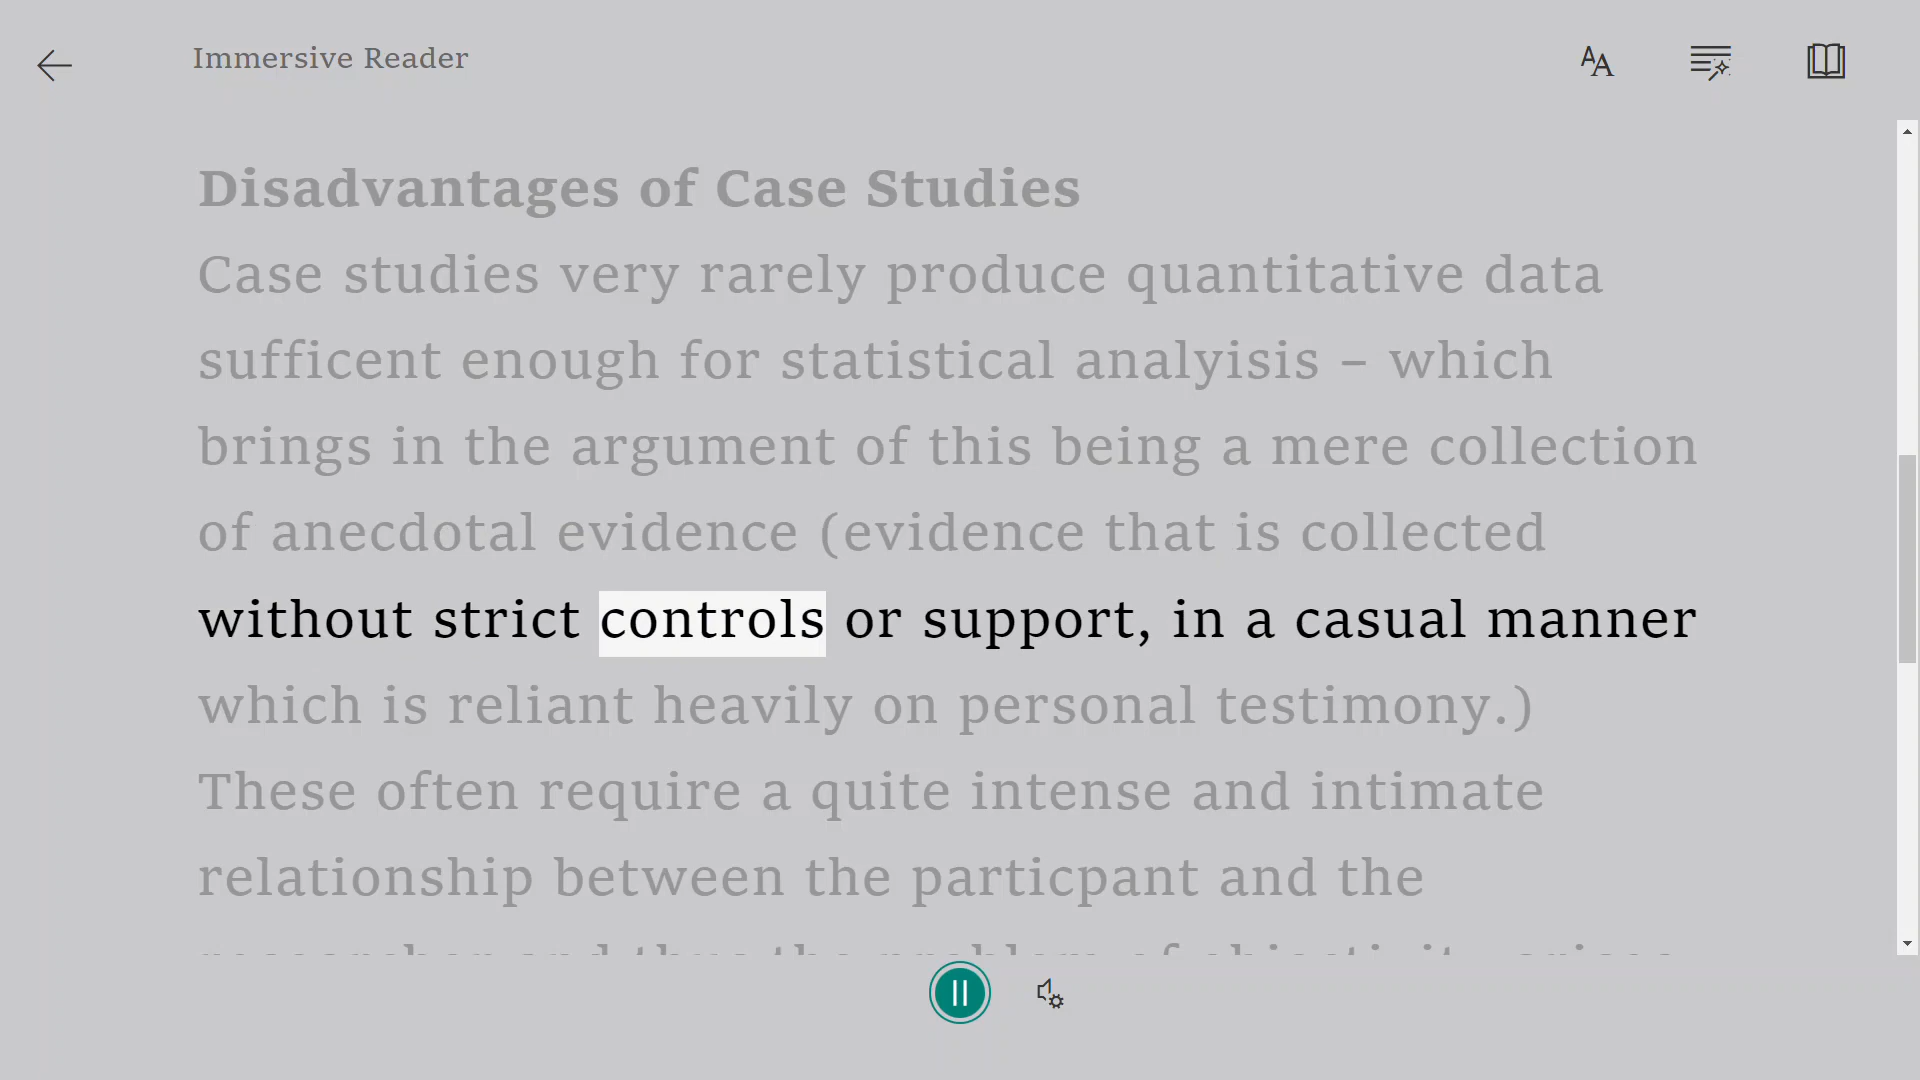 Immersive Reader
Disadvantages of Case Studies
Case studies very rarely produce quantitative data
sufficent enough for statistical analyisis – which
brings in the argument of this being a mere collection
of anecdotal evidence (evidence that is collected
without strict controls or support, in a casual manner
which is reliant heavily on personal testimony.)
These often require a quite intense and intimate
relationship between the particpant and the